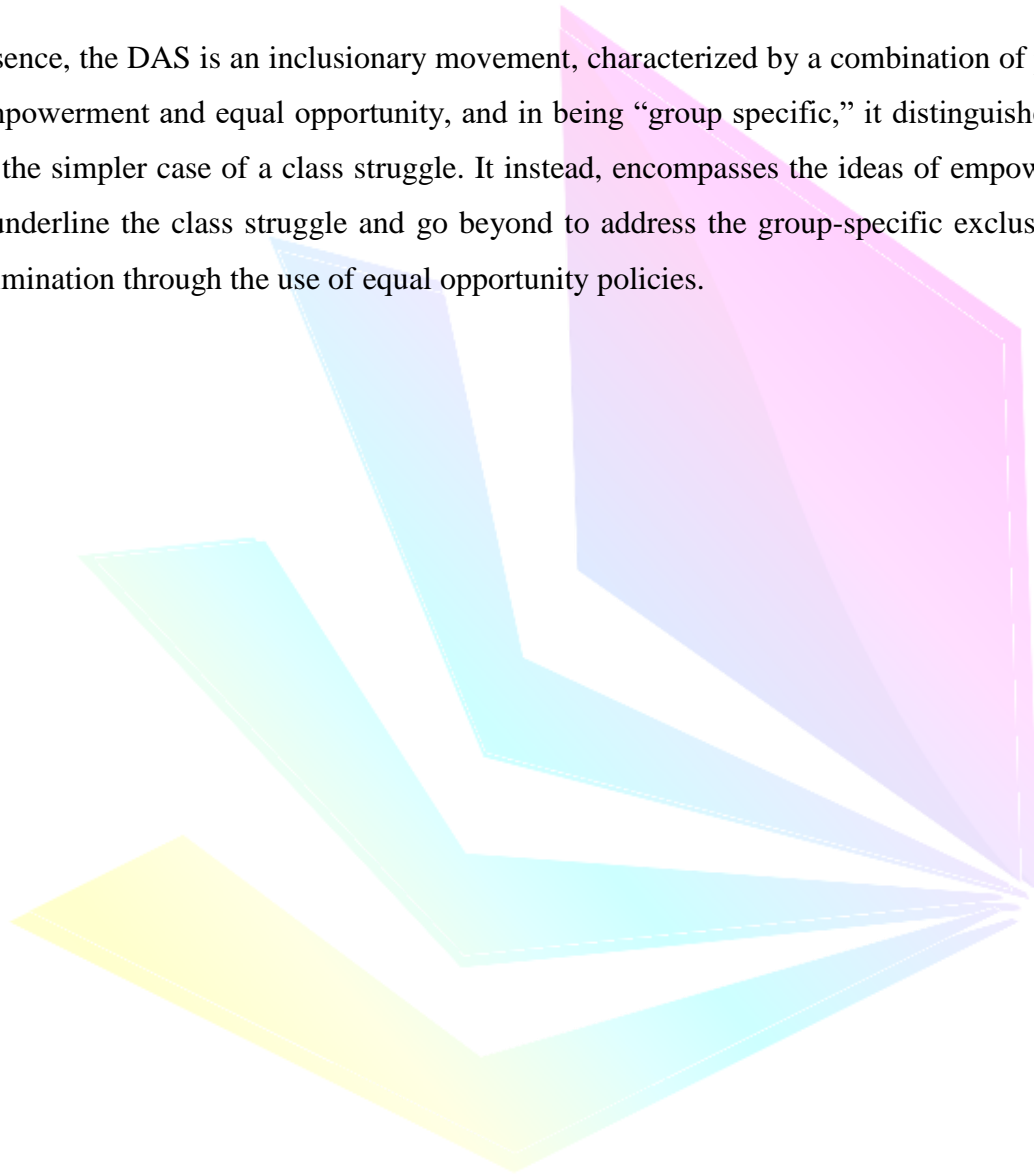 sence, the DAS is an inclusionary movement, characterized by a combination of
npowerment and equal opportunity, and in being “group specific,” it distinguishe
the simpler case of a class struggle. It instead, encompasses the ideas of empow
underline the class struggle and go beyond to address the group-specific exclus
imination through the use of equal opportunity policies.